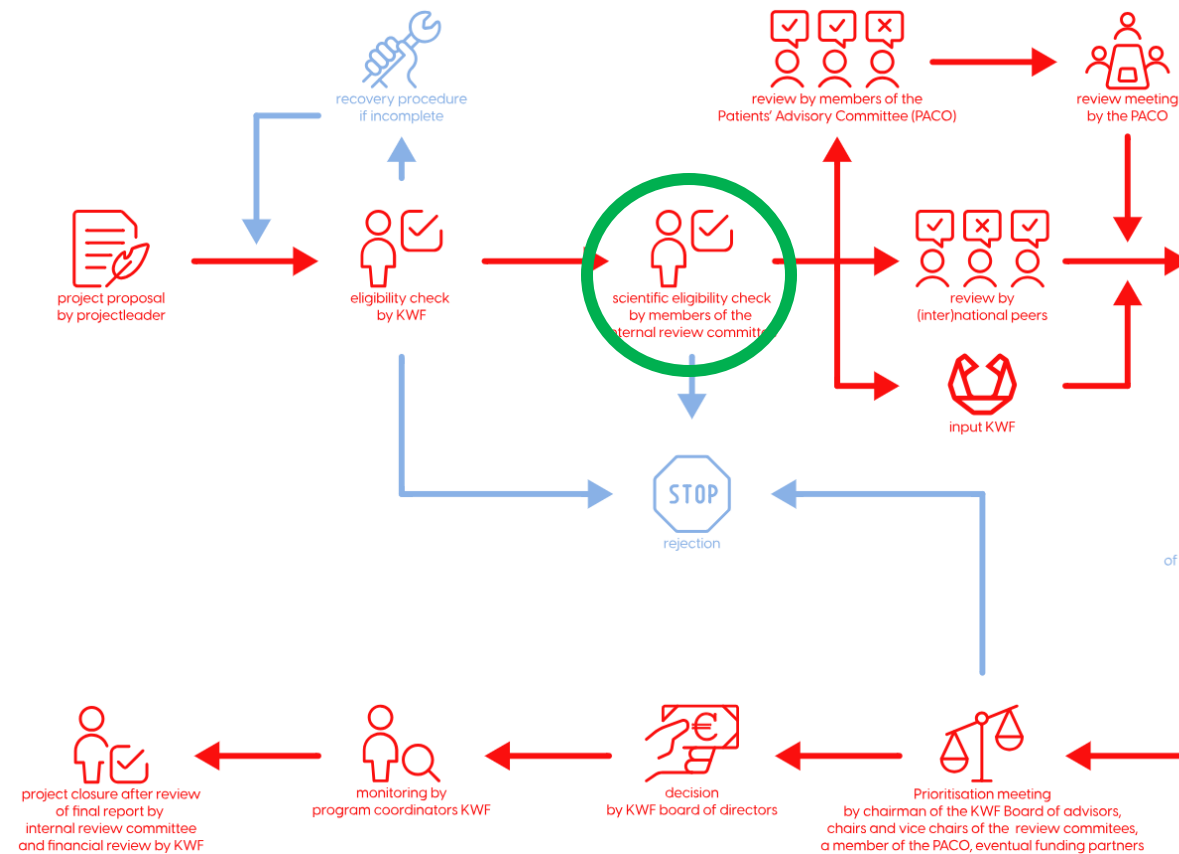 recovery procedure
if incomplete
review by members of the
Patients' Advisory Committee (PACO)
review meeting
by the PACO
project proposal
by projectleader
eligibility check
by KWF
scientific eligibility check
by members of the
internal review committee
review by
(inter)national peers
input KWF
STOP
rejection
of
project closure after review
of final report by
internal review committee
and financial review by KWF
monitoring by
program coordinators KWF
€
decision
by KWF board of directors
Prioritisation meeting
by chairman of the KWF Board of advisors,
chairs and vice chairs of the review commitees,
a member of the PACO, eventual funding partners